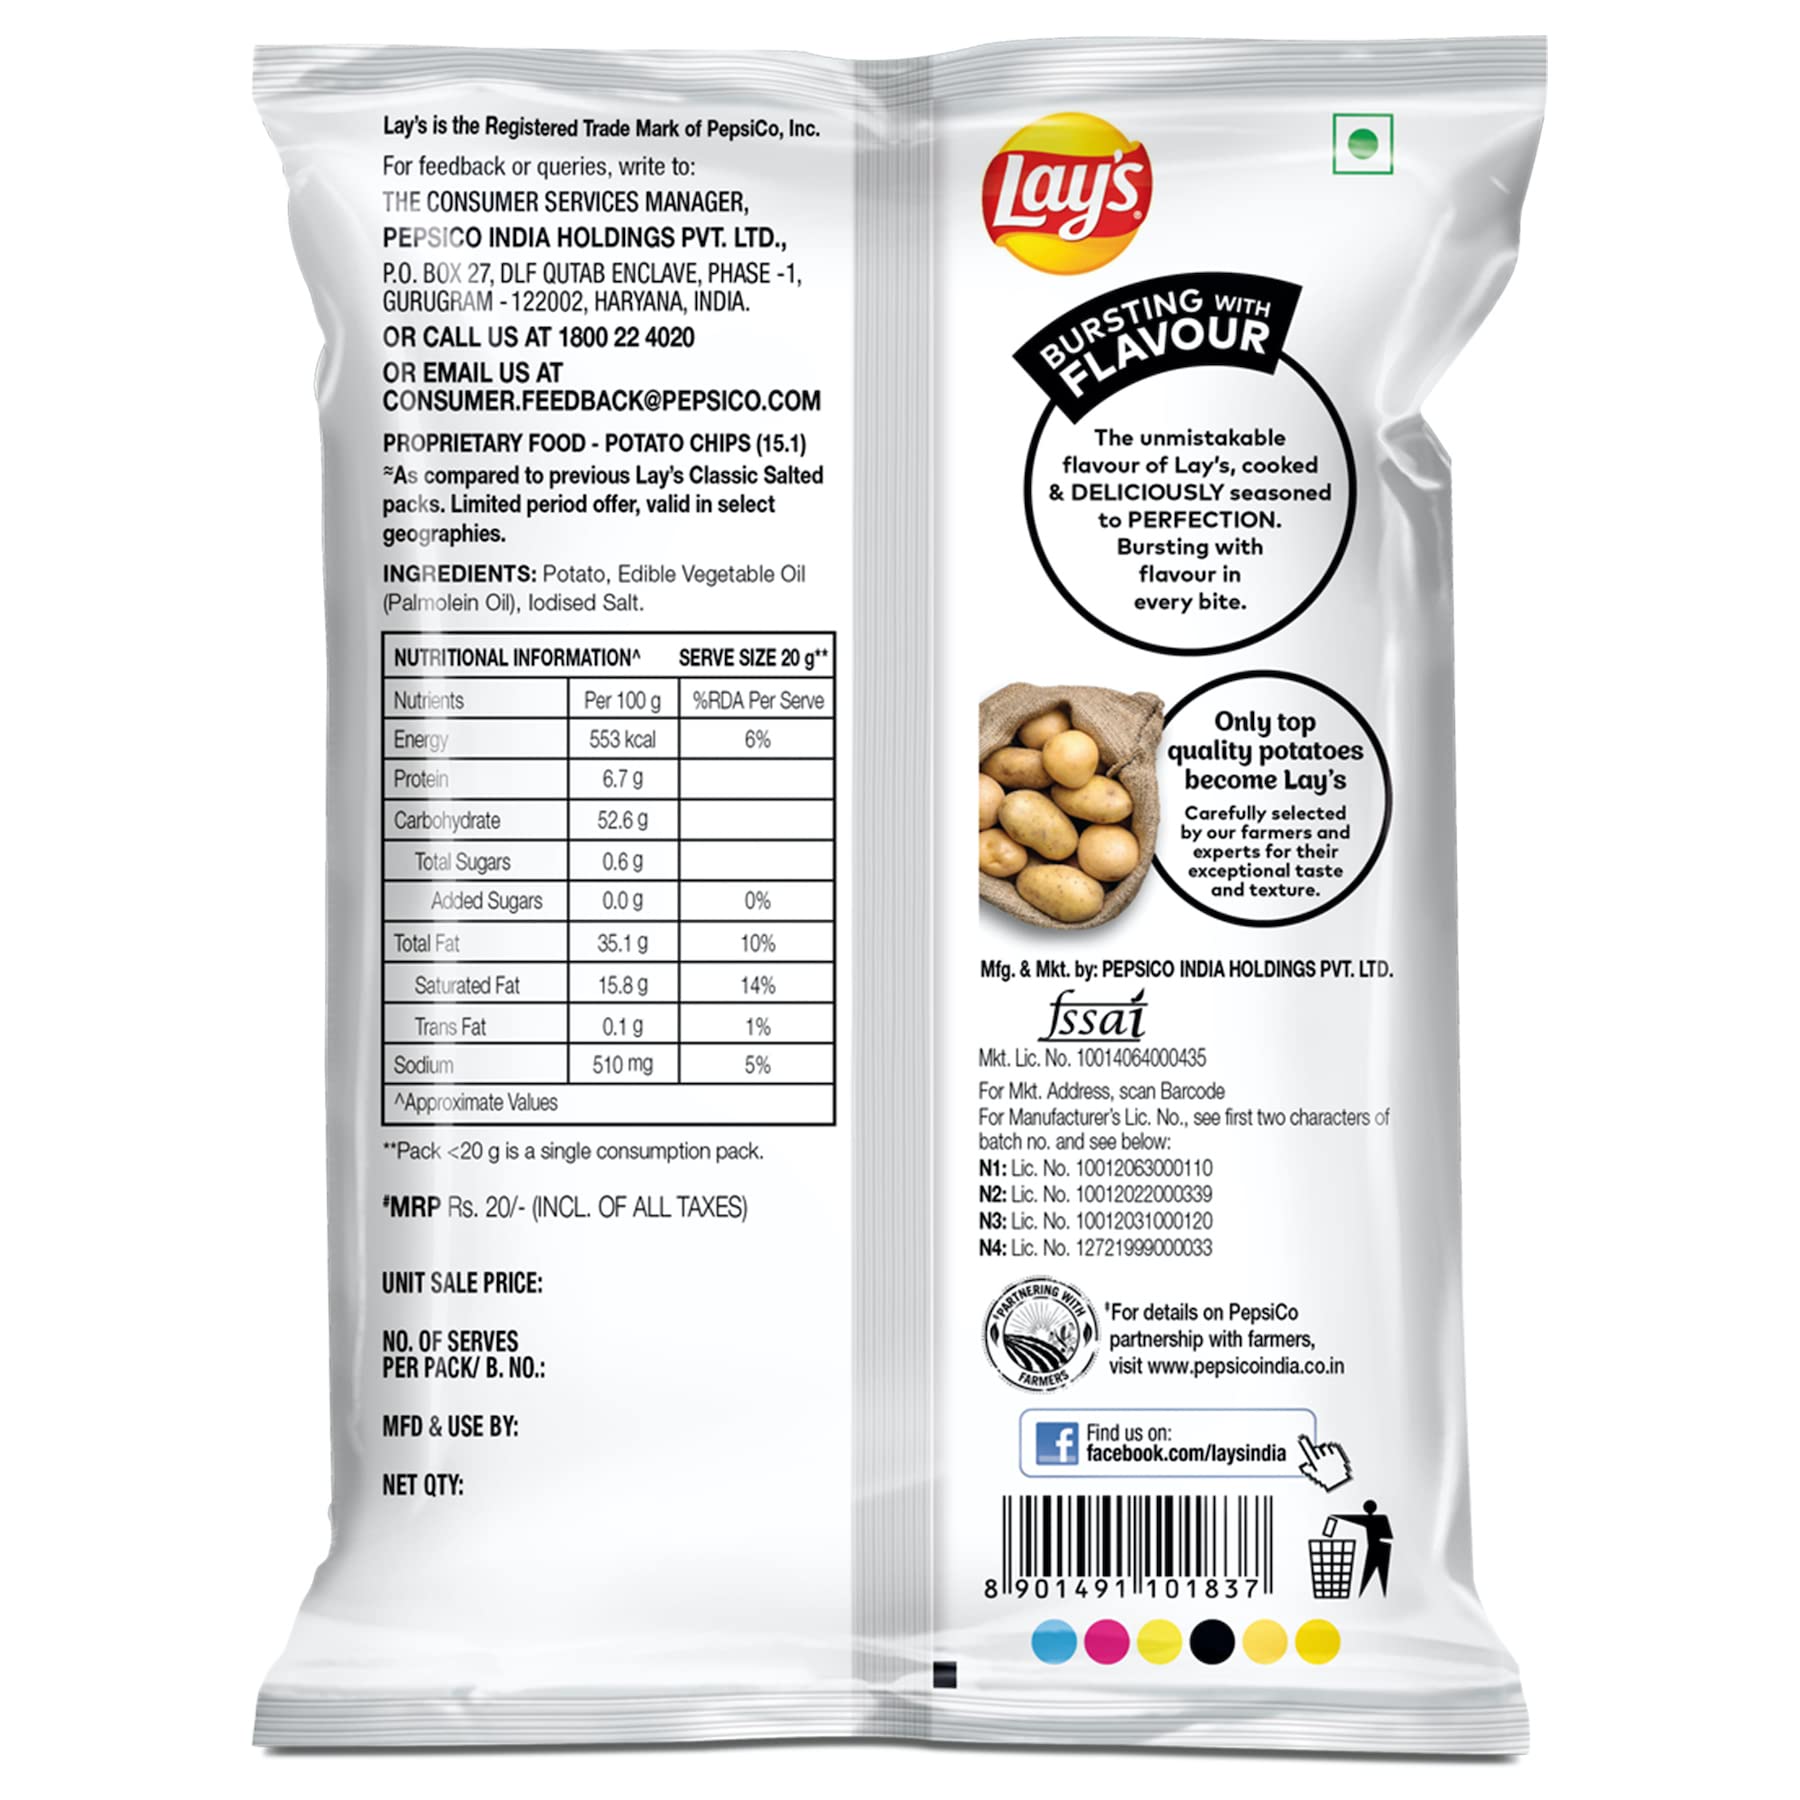 Lay's is the Registered Trade Mark of PepsiCo, Inc.
For feedback or queries, write to:
THE CONSUMER SERVICES MANAGER,
PEPSICO INDIA HOLDINGS PVT. LTD.,
P.O. BOX 27, DLF QUTAB ENCLAVE, PHASE -1,
GURUGRAM - 122002, HARYANA, INDIA.
OR CALL US AT 1800 22 4020
OR EMAIL US AT
CONSUMER.FEEDBACK@PEPSICO.COM
PROPRIETARY FOOD - POTATO CHIPS (15.1)
≈As compared to previous Lay's Classic Salted
packs. Limited period offer, valid in select
geographies.
INGREDIENTS: Potato, Edible Vegetable Oil
(Palmolein Oil), Iodised Salt.
NUTRITIONAL INFORMATION^ SERVE SIZE 20 g**
Nutrients Per 100 g %RDA Per Serve
Energy 553 kcal 6%
Protein 6.7 g
Carbohydrate 52.6 g
Total Sugars 0.6 g
Added Sugars 0.0 g 0%
Total Fat 35.1 g 10%
Saturated Fat 15.8 g 14%
Trans Fat 0.1 g 1%
Sodium 510 mg 5%
^Approximate Values
**Pack <20 g is a single consumption pack.
#MRP Rs. 20/- (INCL. OF ALL TAXES)
UNIT SALE PRICE:
NO. OF SERVES
PER PACK/ B. NO.:
MFD & USE BY:
NET QTY:
Lay's®
BURSTING WITH
FLAVOUR
The unmistakable
flavour of Lay's, cooked
& DELICIOUSLY seasoned
to PERFECTION.
Bursting with
flavour in
every bite.
Only top
quality potatoes
become Lay's
Carefully selected
by our farmers and
experts for their
exceptional taste
and texture.
Mfg. & Mkt. by: PEPSICO INDIA HOLDINGS PVT. LTD.
fssai
Mkt. Lic. No. 10014064000435
For Mkt. Address, scan Barcode
For Manufacturer's Lic. No., see first two characters of
batch no. and see below:
N1: Lic. No. 10012063000110
N2: Lic. No. 10012022000339
N3: Lic. No. 10012031000120
N4: Lic. No. 12721999000033
‡PARTNERING WITH
FARMERS
‡For details on PepsiCo
partnership with farmers,
visit www.pepsicoindia.co.in
f
Find us on:
facebook.com/laysindia
8 901491 101837